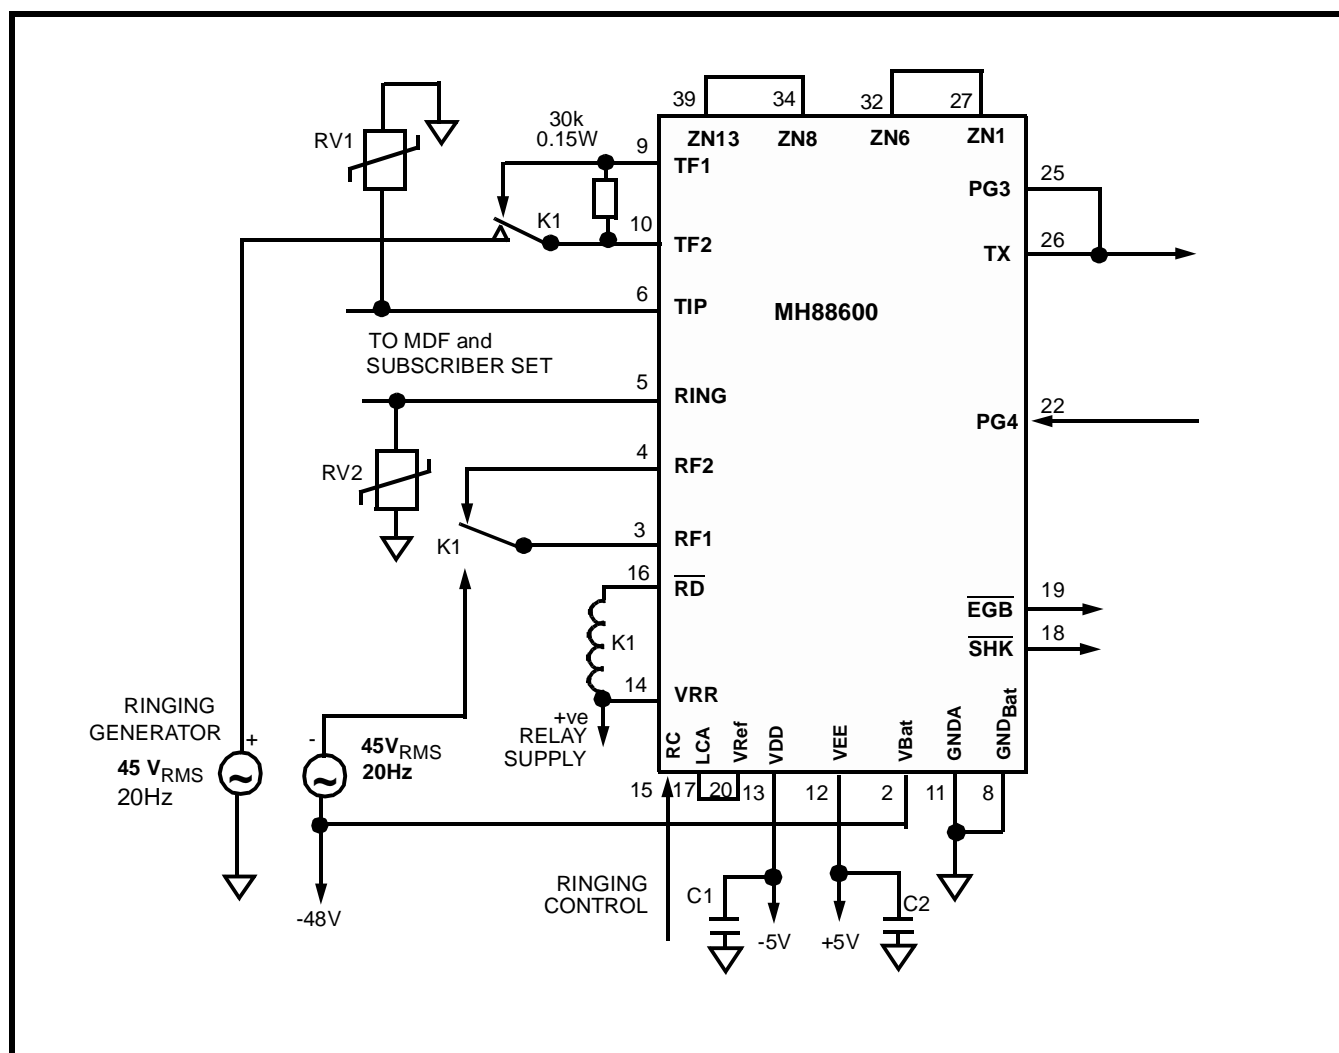 39
34
32
27
ZN13
ZN8
ZN6
ZN1
RV1
30k
0.15W
9
TF1
K1
10
TF2
6
TIP
MH88600
PG3
25
TX
26
TO MDF and
SUBSCRIBER SET
5
RING
PG4
22
RV2
4
RF2
K1
3
RF1
16
RD
K1
14
VRR
+ve
RELAY
SUPPLY
EGB
19
SHK
18
RC
LCA
VRef
VDD
VEE
VBat
GNDA
GNDBat
15
17
20
13
12
2
11
8
RINGING
GENERATOR
+
45 VRMS
20Hz
-
45VRMS
20Hz
~
~
-48V
RINGING
CONTROL
C1
-5V
+5V
C2